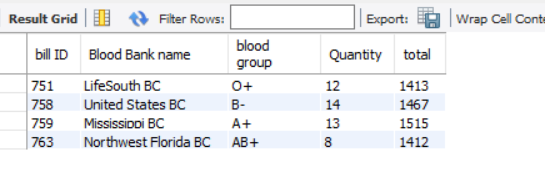 Result Grid Filter Rows: Export: Wrap Cell Conte
bill ID Blood Bank name blood group Quantity total
751 LifeSouth BC O+ 12 1413
758 United States BC B- 14 1467
759 Mississippi BC A+ 13 1515
763 Northwest Florida BC AB+ 8 1412